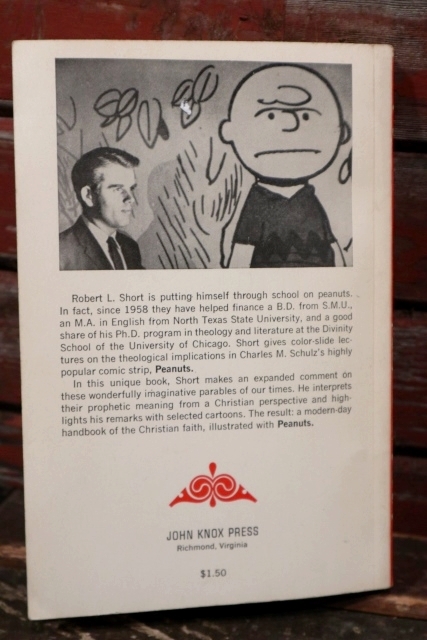 Robert L. Short is putting himself through school on peanuts.
In fact, since 1958 they have helped finance a B.D. from S.M.U.,
an M.A. in English from North Texas State University, and a good
share of his Ph.D. program in theology and literature at the Divinity
School of the University of Chicago. Short gives color-slide lec-
tures on the theological implications in Charles M. Schulz's highly
popular comic strip, Peanuts.
In this unique book, Short makes an expanded comment on
these wonderfully imaginative parables of our times. He interprets
their prophetic meaning from a Christian perspective and high-
lights his remarks with selected cartoons. The result: a modern-day
handbook of the Christian faith, illustrated with Peanuts.
JOHN KNOX PRESS
Richmond, Virginia
$1.50